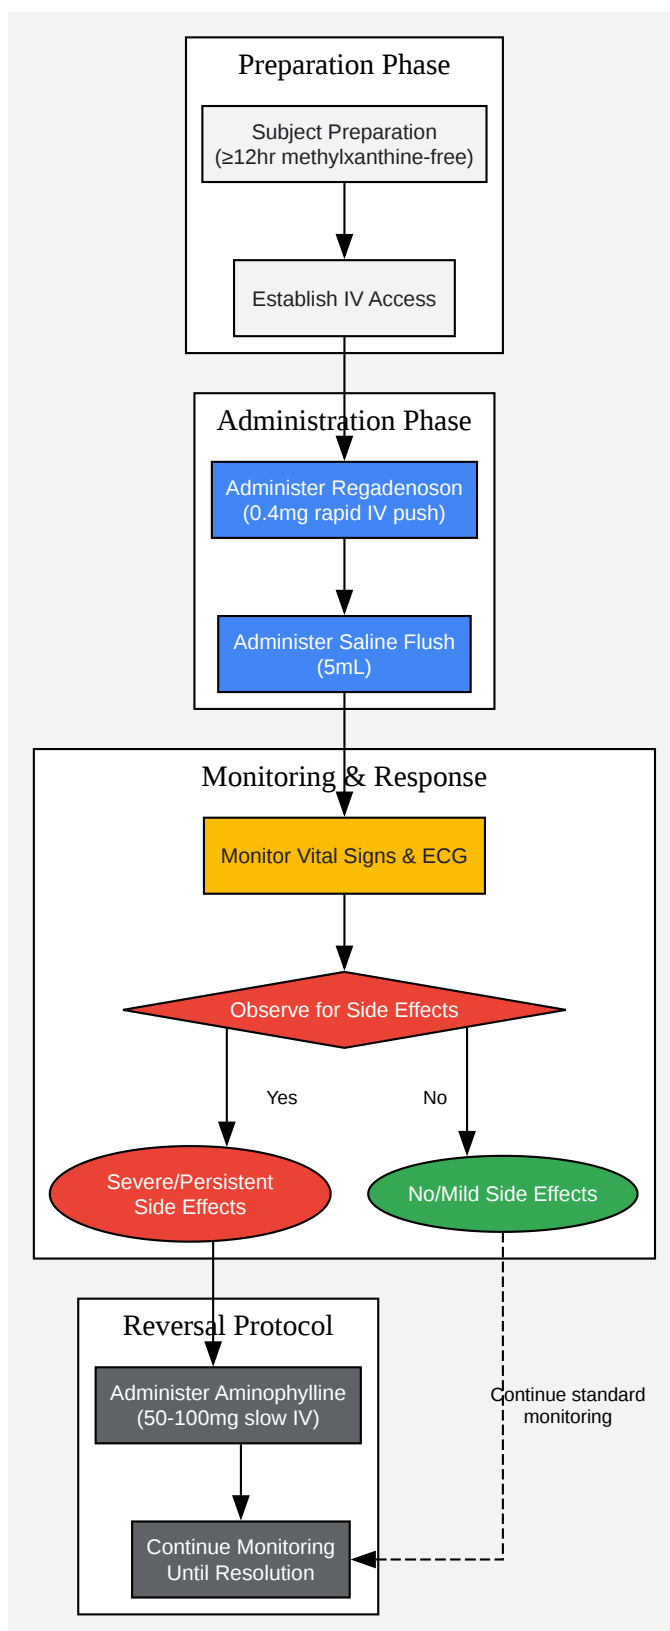 Preparation Phase
Subject Preparation
(≥12hr methylxanthine-free)
Establish IV Access
Administration Phase
Administer Regadenoson
(0.4mg rapid IV push)
Administer Saline Flush
(5mL)
Monitoring & Response
Monitor Vital Signs & ECG
Observe for Side Effects
Yes
No
Severe/Persistent
Side Effects
No/Mild Side Effects
Reversal Protocol
Administer Aminophylline
(50-100mg slow IV)
Continue standard
monitoring
Continue Monitoring
Until Resolution